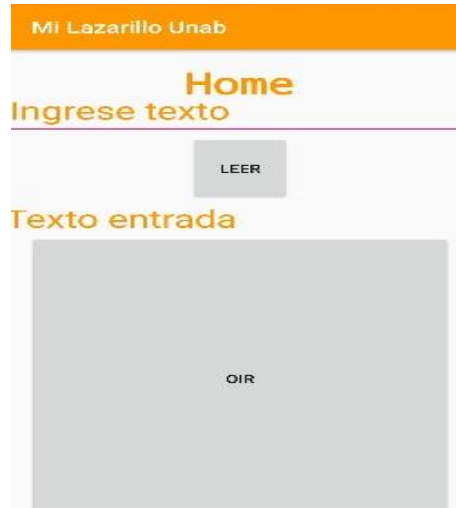 Mi Lazarillo Unab
Home
Ingrese texto
LEER
Texto entrada
OIR